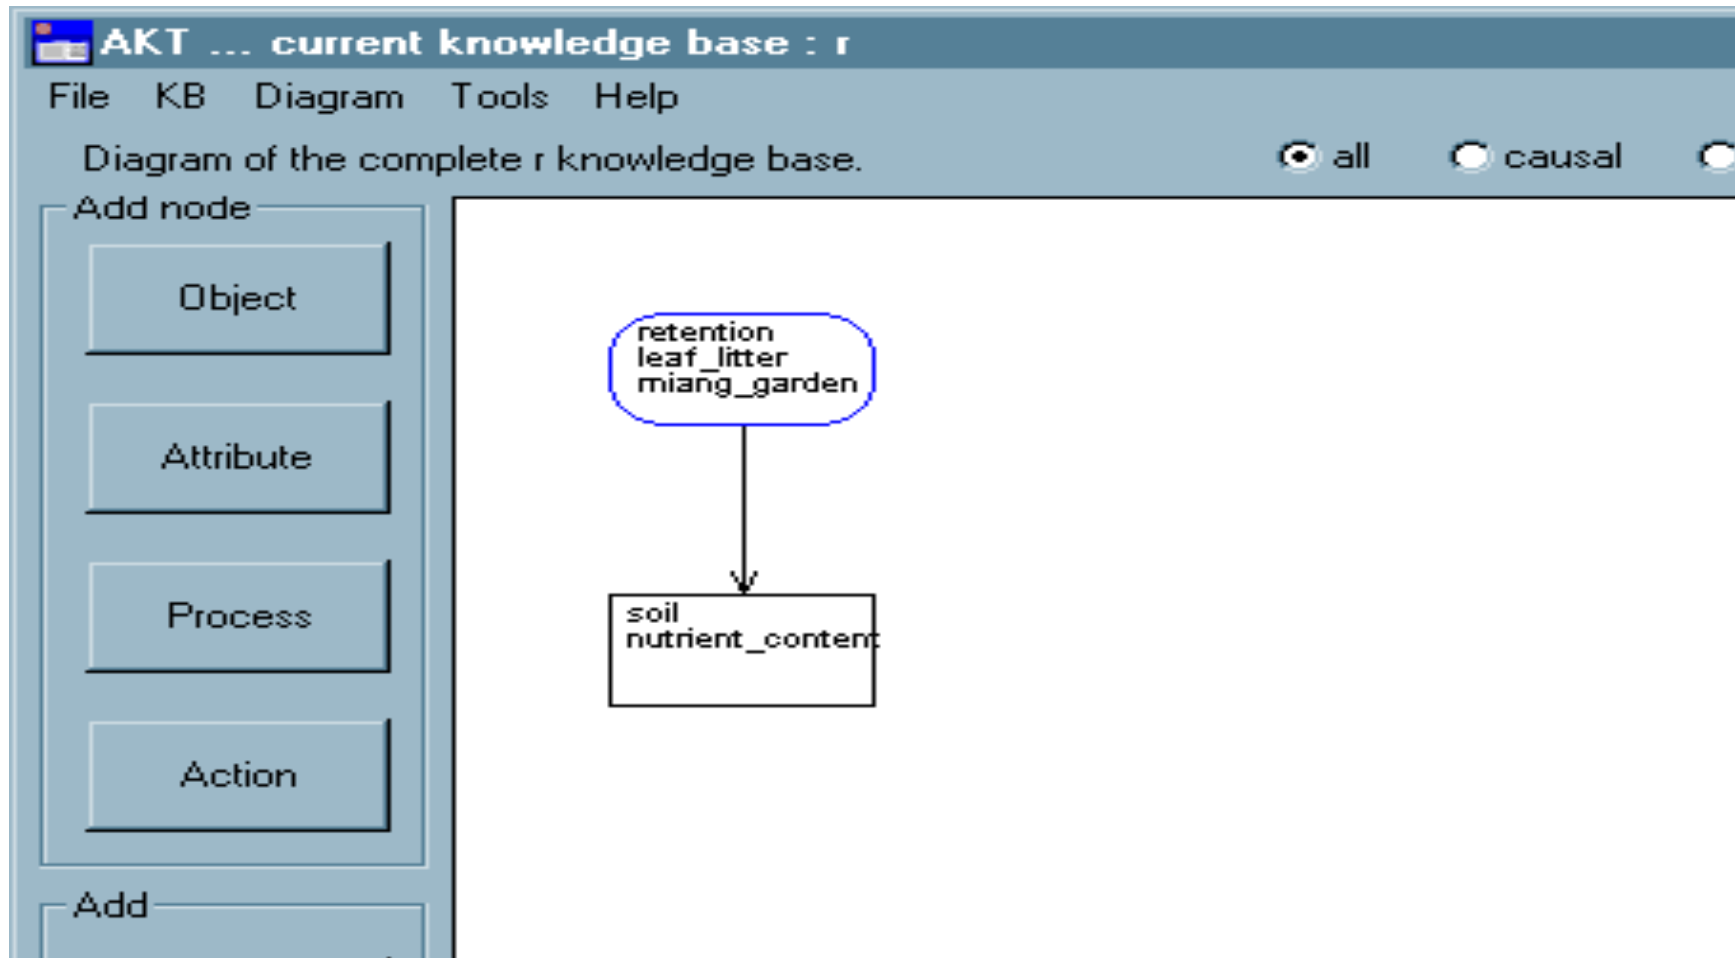 AKT ... current knowledge base : r
File KB Diagram Tools Help
Diagram of the complete r knowledge base.
all causal
Add node
Object
Attribute
Process
Action
Add
retention
leaf_litter
miang_garden
soil
nutrient_content